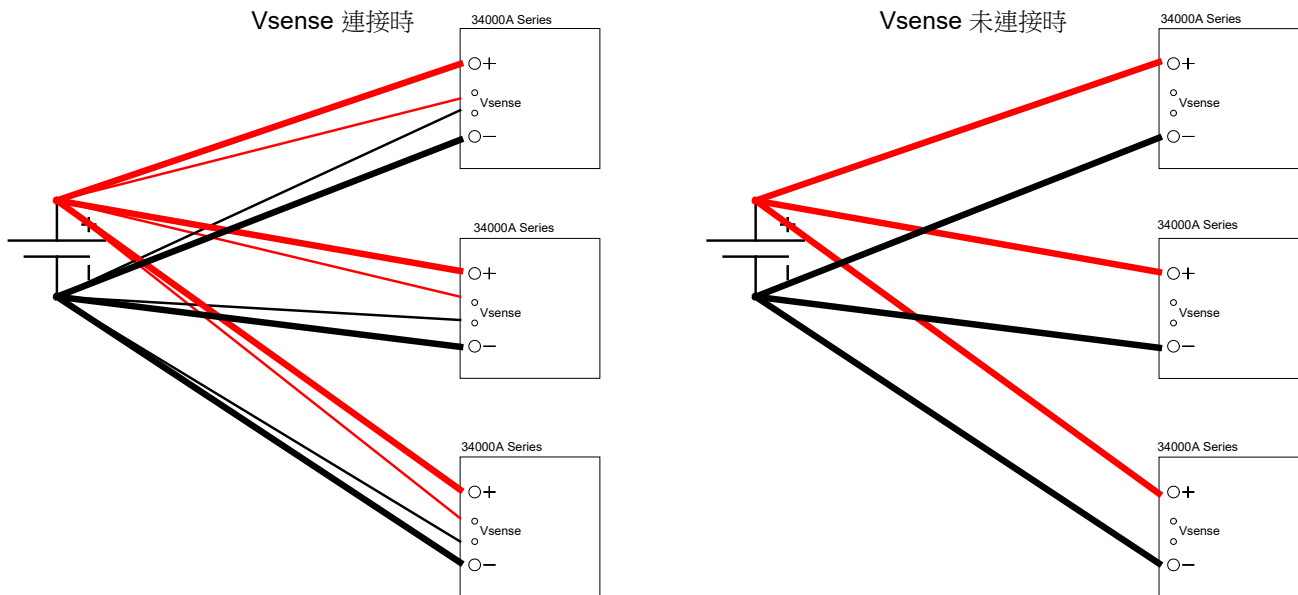 Vsense 連接時
34000A Series
+
Vsense
−
+
34000A Series
+
Vsense
−
34000A Series
+
Vsense
−
Vsense 未連接時
34000A Series
+
Vsense
−
+
34000A Series
+
Vsense
−
34000A Series
+
Vsense
−